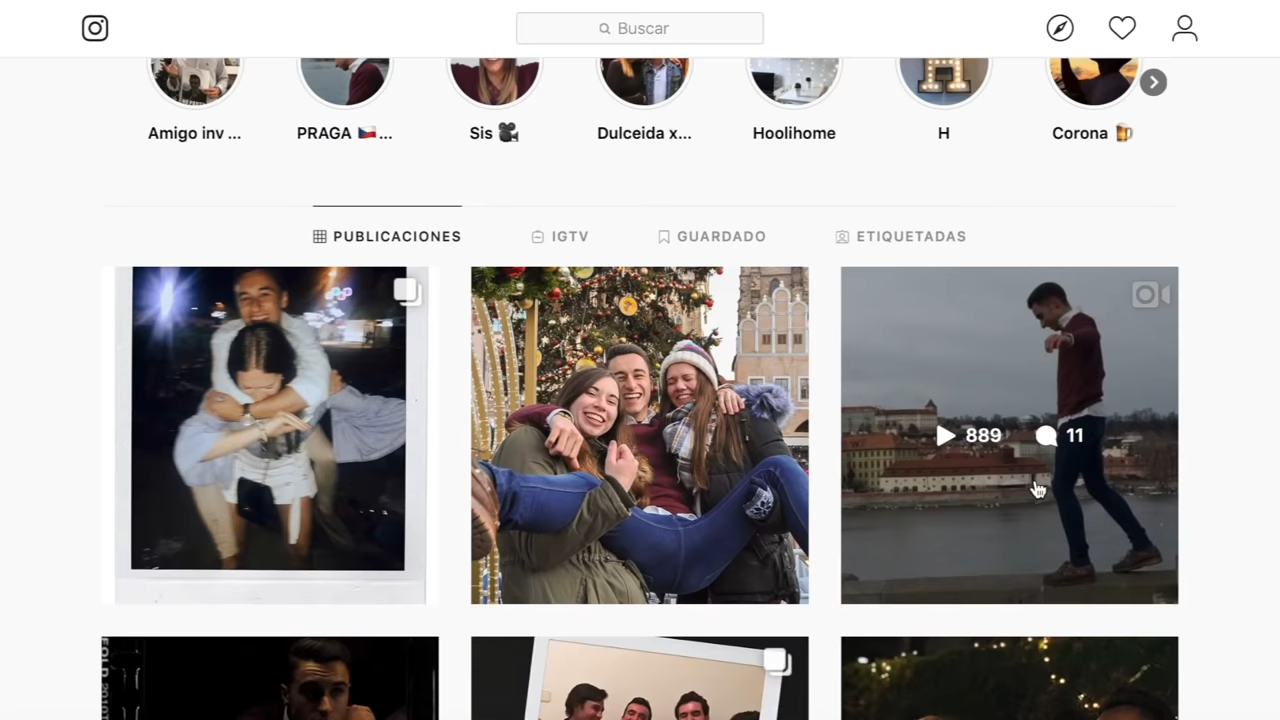 Buscar
Amigo inv ...
PRAGA 🇨🇿...
Sis 🎥
Dulceida x...
Hoolihome
H
Corona 🍺
PUBLICACIONES
IGTV
GUARDADO
ETIQUETADAS
889
11